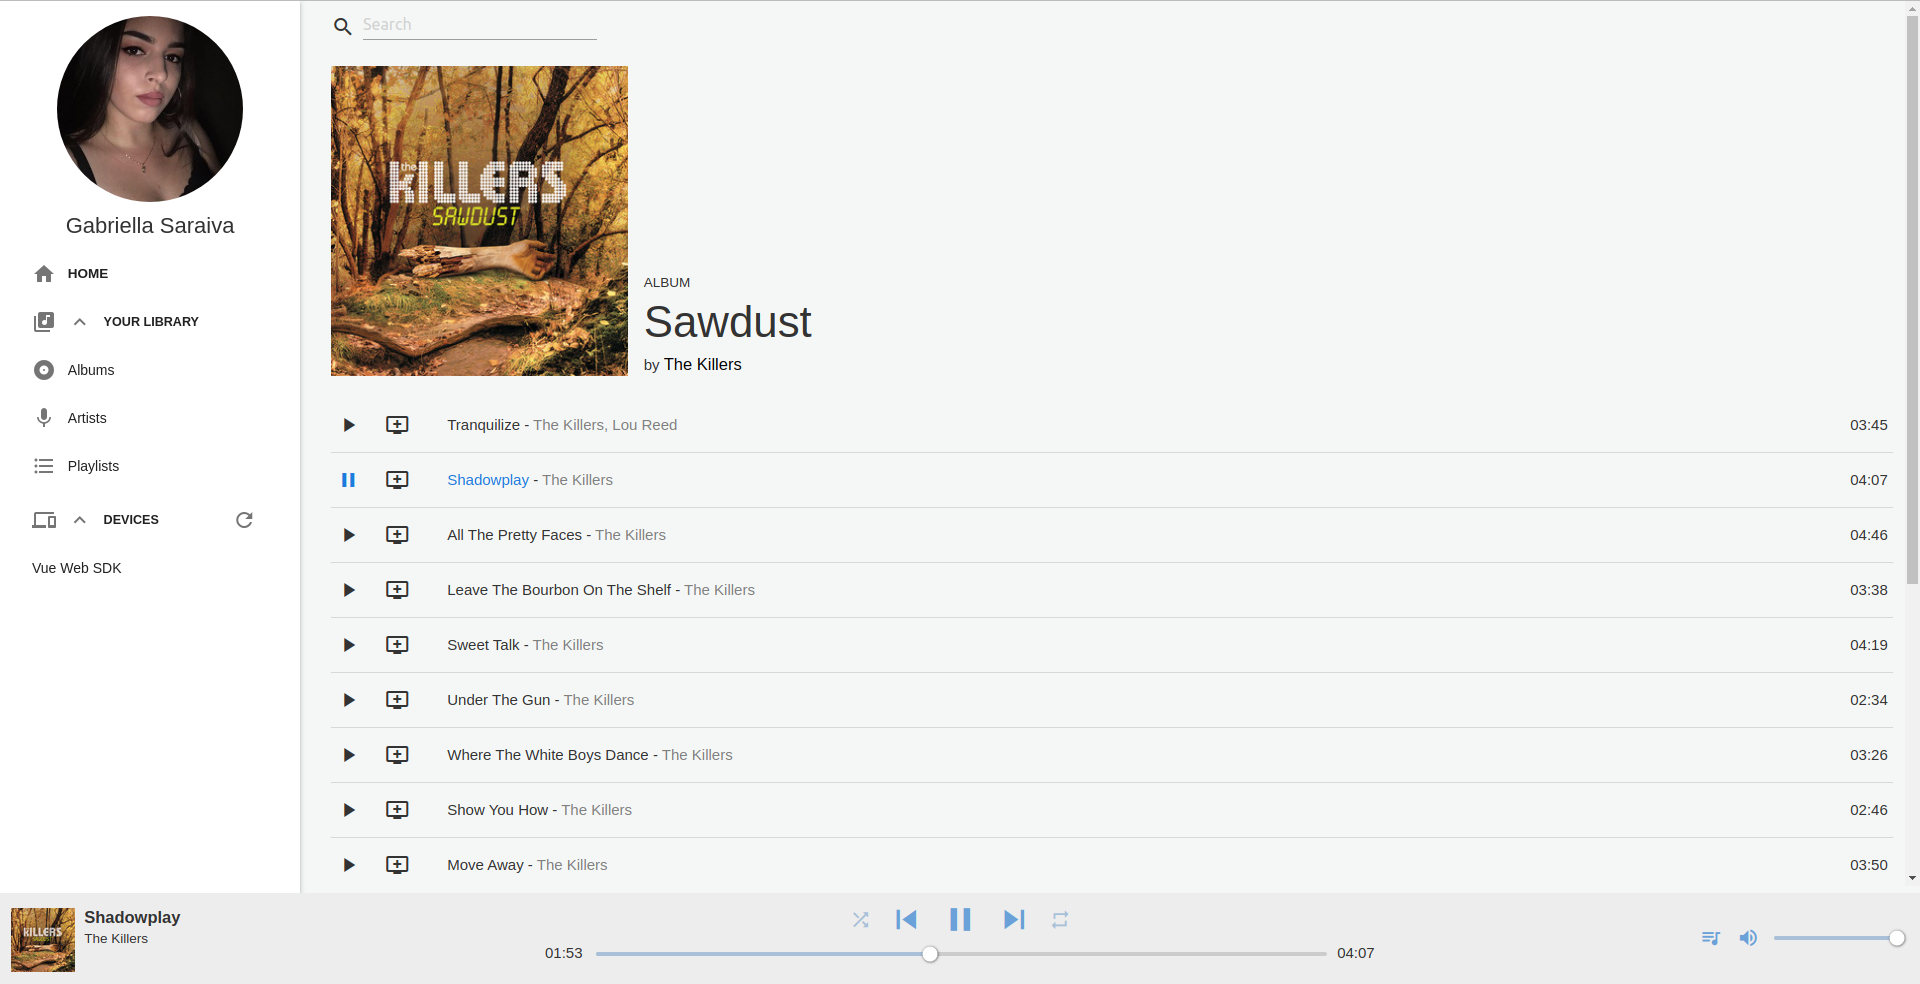 Search
Gabriella Saraiva
HOME
YOUR LIBRARY
Albums
Artists
Playlists
DEVICES
Vue Web SDK
the
KILLERS
SAWDUST
ALBUM
Sawdust
by The Killers
Tranquilize - The Killers, Lou Reed 03:45
Shadowplay - The Killers 04:07
All The Pretty Faces - The Killers 04:46
Leave The Bourbon On The Shelf - The Killers 03:38
Sweet Talk - The Killers 04:19
Under The Gun - The Killers 02:34
Where The White Boys Dance - The Killers 03:26
Show You How - The Killers 02:46
Move Away - The Killers 03:50
KILLERS
Shadowplay
The Killers
01:53 04:07